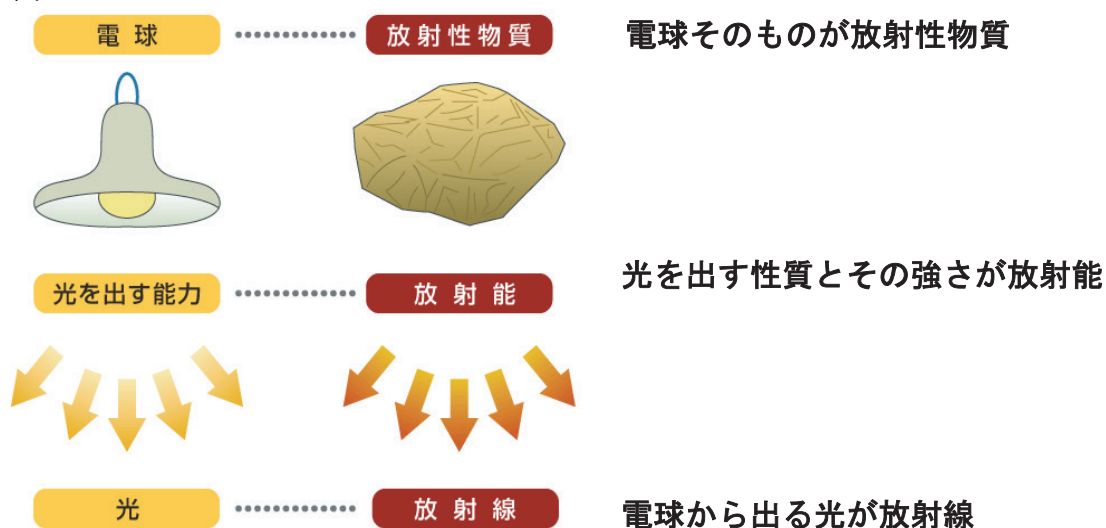 電球 放射性物質 電球そのものが放射性物質
光を出す能力 放射能 光を出す性質とその強さが放射能
光 放射線 電球から出る光が放射線